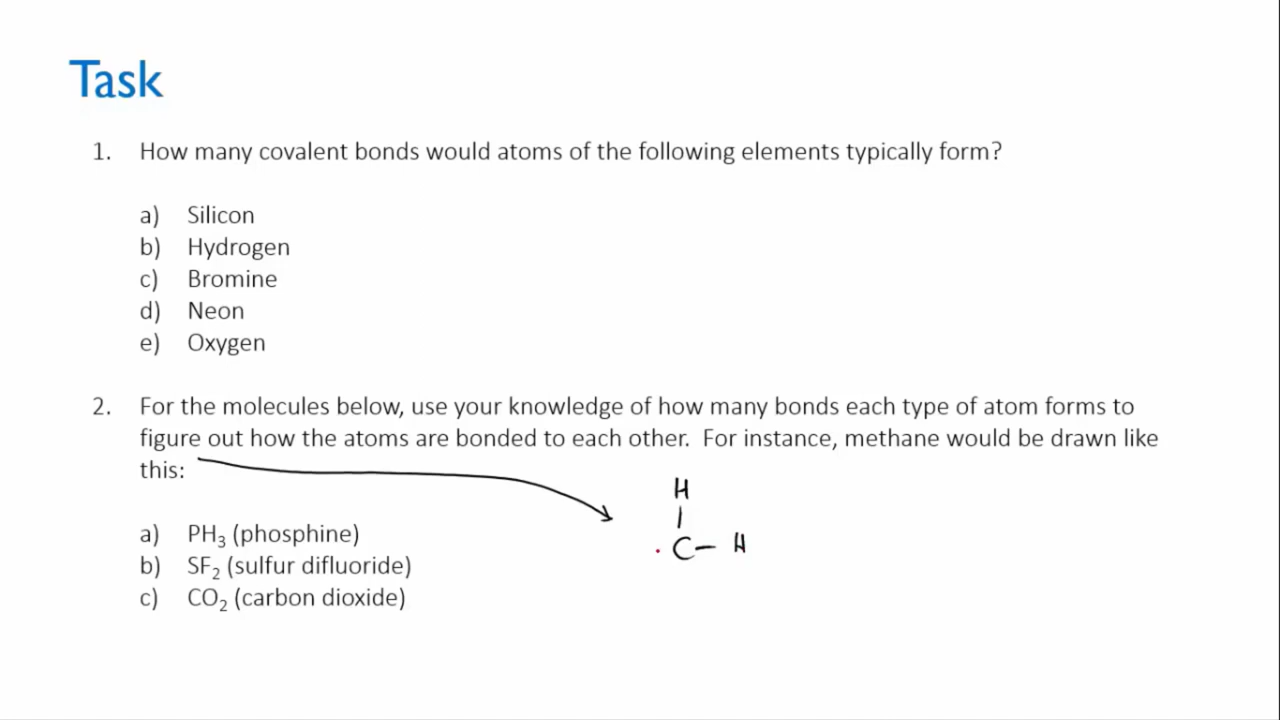 Task
1. How many covalent bonds would atoms of the following elements typically form?
a) Silicon
b) Hydrogen
c) Bromine
d) Neon
e) Oxygen
2. For the molecules below, use your knowledge of how many bonds each type of atom forms to
figure out how the atoms are bonded to each other. For instance, methane would be drawn like
this:
H
a) PH₃ (phosphine)
C – H
b) SF₂ (sulfur difluoride)
c) CO₂ (carbon dioxide)